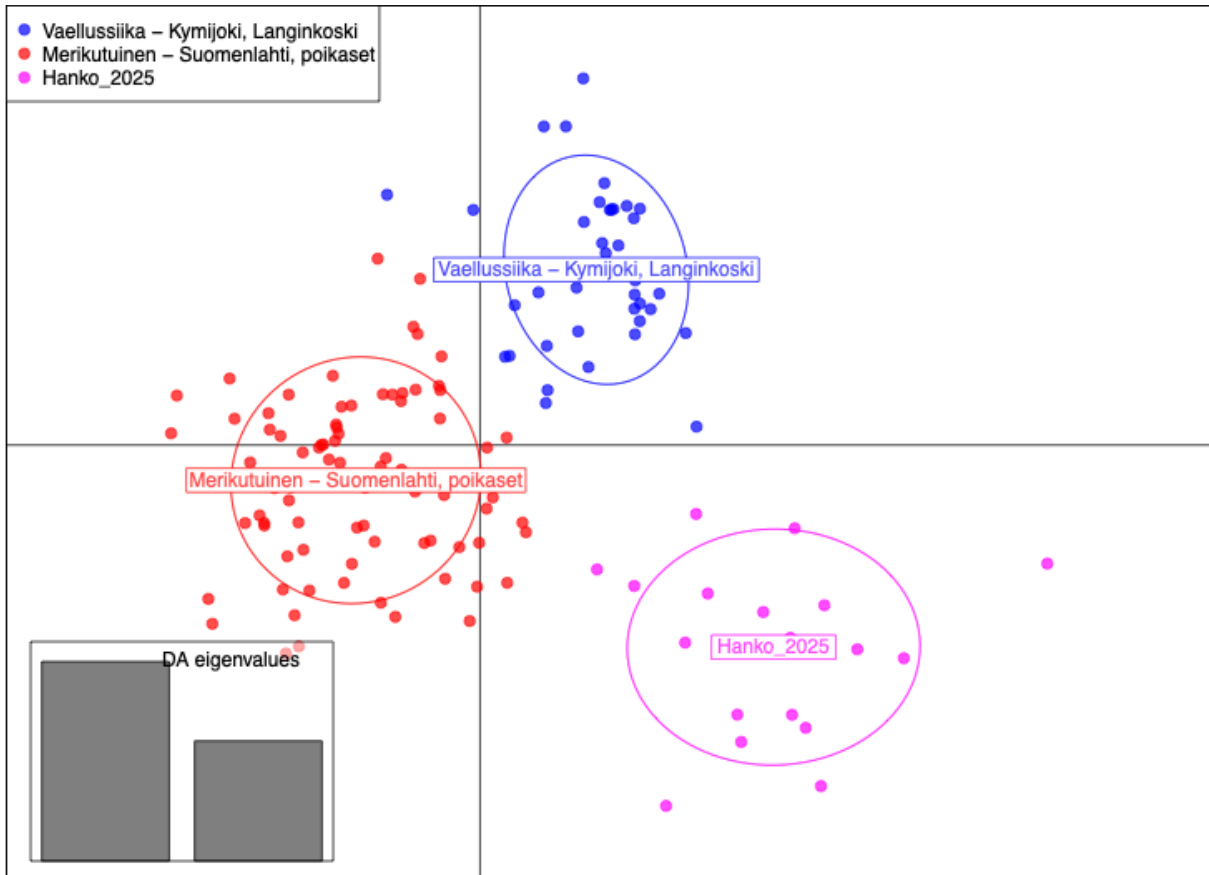 Vaellussiika – Kymijoki, Langinkoski
Merikutuinen – Suomenlahti, poikaset
Hanko_2025
Vaellussiika – Kymijoki, Langinkoski
Merikutuinen – Suomenlahti, poikaset
Hanko_2025
DA eigenvalues